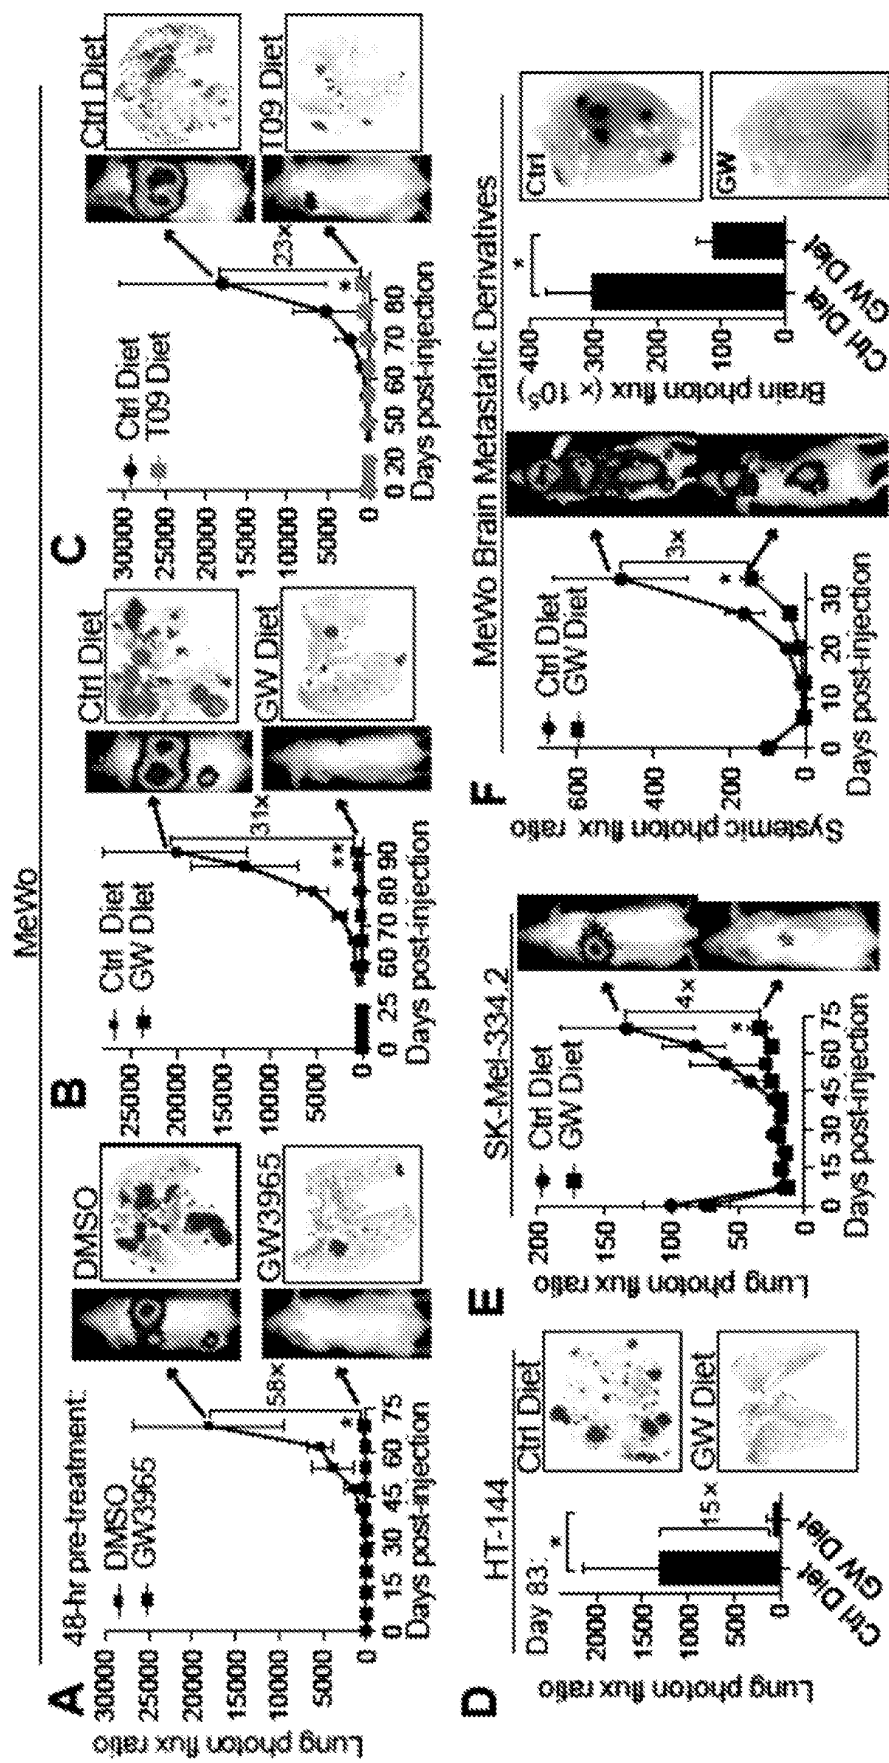 MeWo
A
48-hr pre-treatment:
DMSO
GW3965
Lung photon flux ratio
30000
25000
20000
15000
10000
5000
0
0 15 30 45 60 75
Days post-injection
58x
*
DMSO
GW3965
B
Ctrl Diet
GW Diet
25000
20000
15000
10000
5000
0
0 25 60 70 80 90
Days post-injection
31x
**
Ctrl Diet
GW Diet
C
Ctrl Diet
T09 Diet
30000
25000
20000
15000
10000
5000
0
0 20 50 60 70 80
Days post-injection
23x
*
Ctrl Diet
T09 Diet
D
HT-144
Day 83:
Lung photon flux ratio
2000
1500
1000
500
0
*
15x
Ctrl Diet
GW Diet
Ctrl Diet
GW Diet
E
SK-Mel-334.2
Ctrl Diet
GW Diet
Lung photon flux ratio
200
150
100
50
0
0 15 30 45 60 75
Days post-injection
4x
*
F
MeWo Brain Metastatic Derivatives
Ctrl Diet
GW Diet
Systemic photon flux ratio
600
400
200
0
0 10 20 30
Days post-injection
3x
*
Brain photon flux (× 10⁵)
400
300
200
100
0
*
Ctrl Diet
GW Diet
Ctrl
GW